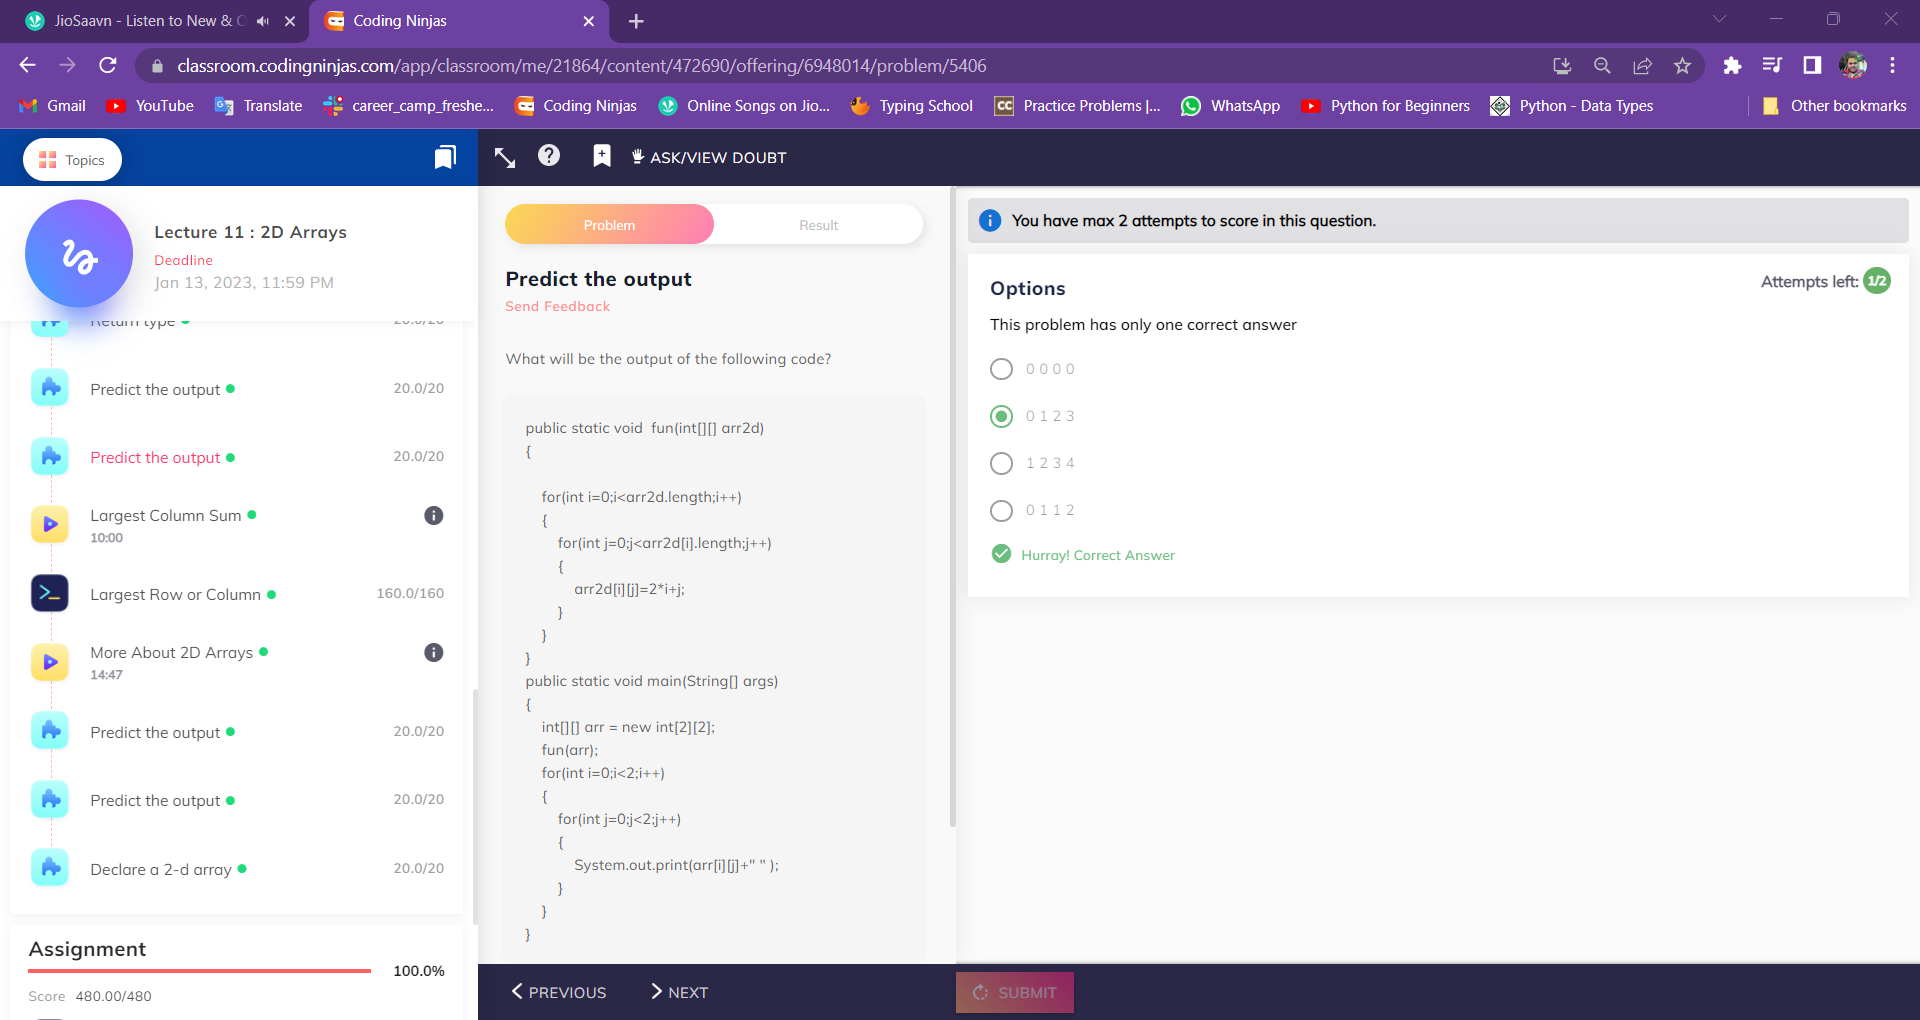 JioSaavn - Listen to New &
Coding Ninjas
classroom.codingninjas.com/app/classroom/me/21864/content/472690/offering/6948014/problem/5406
Gmail
YouTube
Translate
career_camp_freshe...
Coding Ninjas
Online Songs on Jio...
Typing School
CC
Practice Problems |...
WhatsApp
Python for Beginners
Python - Data Types
Other bookmarks
Topics
ASK/VIEW DOUBT
Lecture 11 : 2D Arrays
Deadline
Jan 13, 2023, 11:59 PM
Return type
20.0/20
Predict the output
20.0/20
Predict the output
20.0/20
Largest Column Sum
10:00
Largest Row or Column
160.0/160
More About 2D Arrays
14:47
Predict the output
20.0/20
Predict the output
20.0/20
Declare a 2-d array
20.0/20
Assignment
100.0%
Score 480.00/480
Problem
Result
Predict the output
Send Feedback
What will be the output of the following code?
public static void  fun(int[][] arr2d)
{
for(int i=0;i<arr2d.length;i++)
{
for(int j=0;j<arr2d[i].length;j++)
{
arr2d[i][j]=2*i+j;
}
}
}
public static void main(String[] args)
{
int[][] arr = new int[2][2];
fun(arr);
for(int i=0;i<2;i++)
{
for(int j=0;j<2;j++)
{
System.out.print(arr[i][j]+" " );
}
}
}
PREVIOUS
NEXT
You have max 2 attempts to score in this question.
Options
Attempts left: 1/2
This problem has only one correct answer
0 0 0 0
0 1 2 3
1 2 3 4
0 1 1 2
Hurray! Correct Answer
SUBMIT